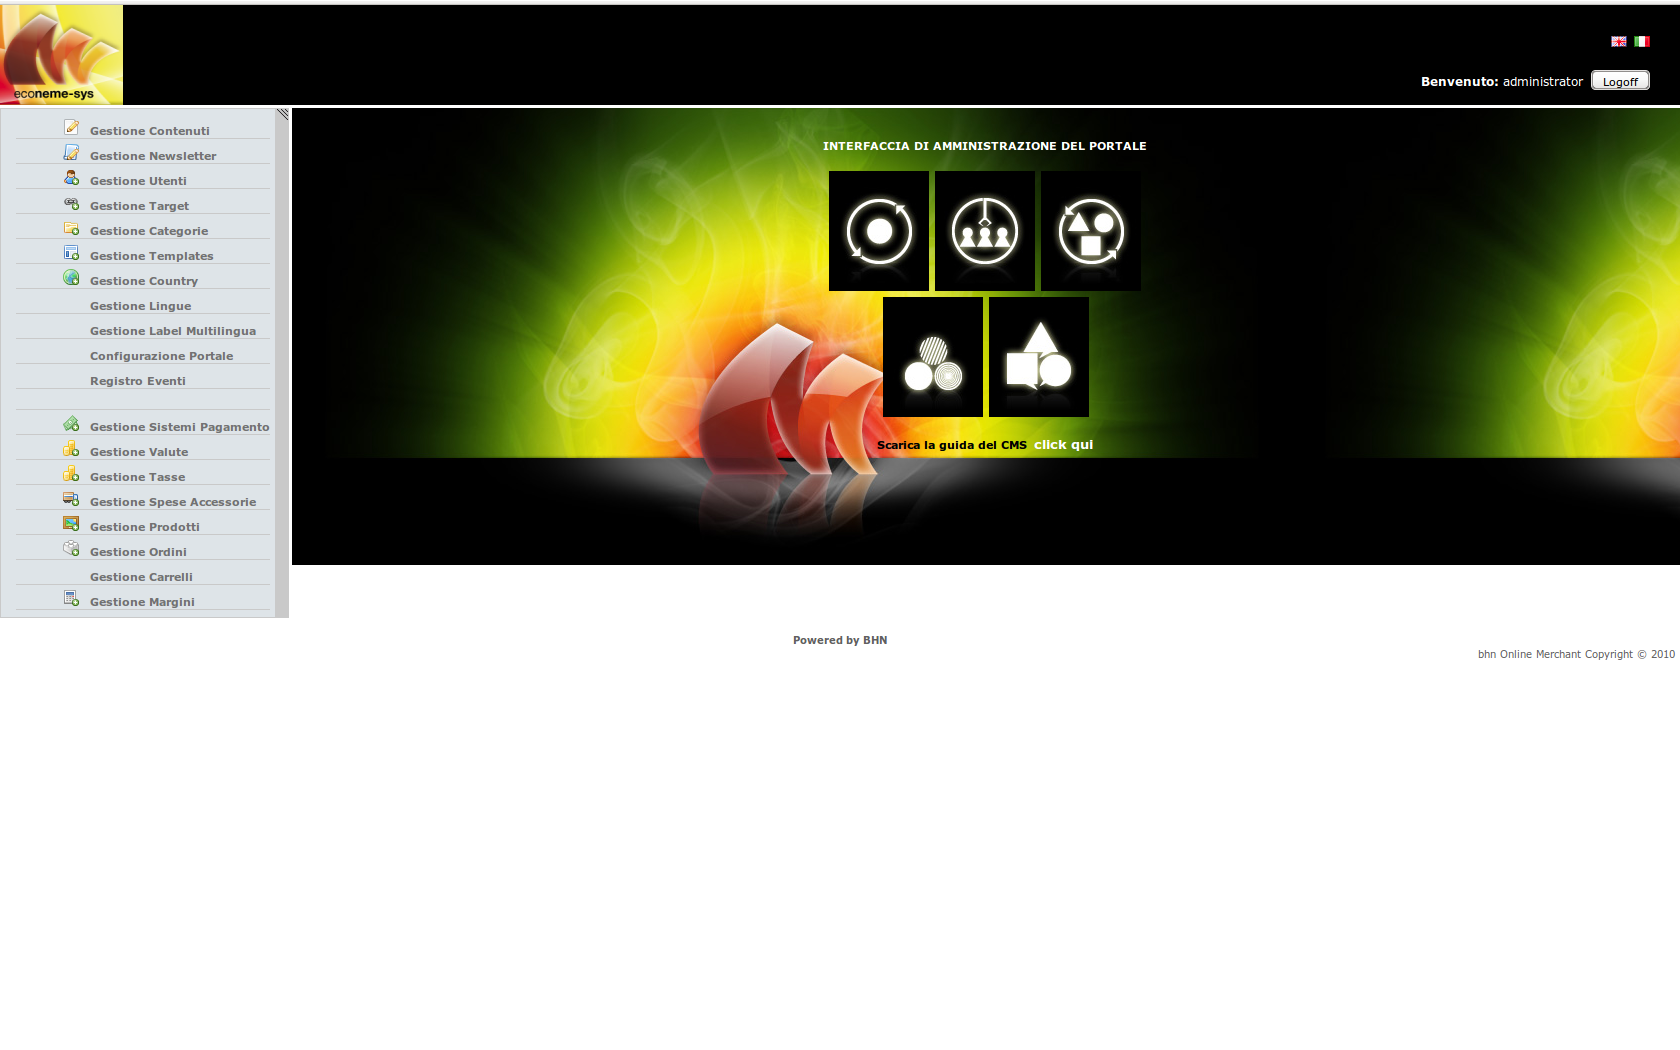 econeme-sys
Benvenuto: administrator
Logoff
Gestione Contenuti
Gestione Newsletter
Gestione Utenti
Gestione Target
Gestione Categorie
Gestione Templates
Gestione Country
Gestione Lingue
Gestione Label Multilingua
Configurazione Portale
Registro Eventi
Gestione Sistemi Pagamento
Gestione Valute
Gestione Tasse
Gestione Spese Accessorie
Gestione Prodotti
Gestione Ordini
Gestione Carrelli
Gestione Margini
INTERFACCIA DI AMMINISTRAZIONE DEL PORTALE
Scarica la guida del CMS click qui
Powered by BHN
bhn Online Merchant Copyright © 2010